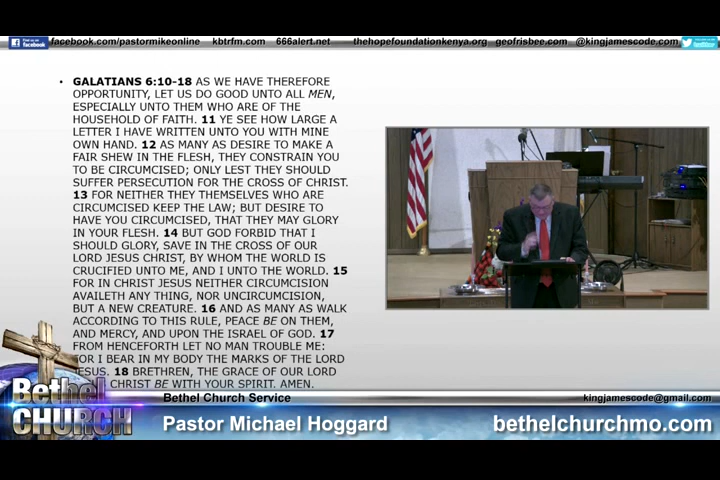 Find us on facebook facebook.com/pastormikeonline kbtrfm.com 666alert.net thehopefoundationkenya.org geofrisbee.com @kingjamescode.com twitter
• GALATIANS 6:10-18 AS WE HAVE THEREFORE
OPPORTUNITY, LET US DO GOOD UNTO ALL MEN,
ESPECIALLY UNTO THEM WHO ARE OF THE
HOUSEHOLD OF FAITH. 11 YE SEE HOW LARGE A
LETTER I HAVE WRITTEN UNTO YOU WITH MINE
OWN HAND. 12 AS MANY AS DESIRE TO MAKE A
FAIR SHEW IN THE FLESH, THEY CONSTRAIN YOU
TO BE CIRCUMCISED; ONLY LEST THEY SHOULD
SUFFER PERSECUTION FOR THE CROSS OF CHRIST.
13 FOR NEITHER THEY THEMSELVES WHO ARE
CIRCUMCISED KEEP THE LAW; BUT DESIRE TO
HAVE YOU CIRCUMCISED, THAT THEY MAY GLORY
IN YOUR FLESH. 14 BUT GOD FORBID THAT I
SHOULD GLORY, SAVE IN THE CROSS OF OUR
LORD JESUS CHRIST, BY WHOM THE WORLD IS
CRUCIFIED UNTO ME, AND I UNTO THE WORLD. 15
FOR IN CHRIST JESUS NEITHER CIRCUMCISION
AVAILETH ANY THING, NOR UNCIRCUMCISION,
BUT A NEW CREATURE. 16 AND AS MANY AS WALK
ACCORDING TO THIS RULE, PEACE BE ON THEM,
AND MERCY, AND UPON THE ISRAEL OF GOD. 17
FROM HENCEFORTH LET NO MAN TROUBLE ME:
FOR I BEAR IN MY BODY THE MARKS OF THE LORD
JESUS. 18 BRETHREN, THE GRACE OF OUR LORD
CHRIST BE WITH YOUR SPIRIT. AMEN.
Bethel
CHURCH
Bethel Church Service kingjamescode@gmail.com
Pastor Michael Hoggard bethelchurchmo.com